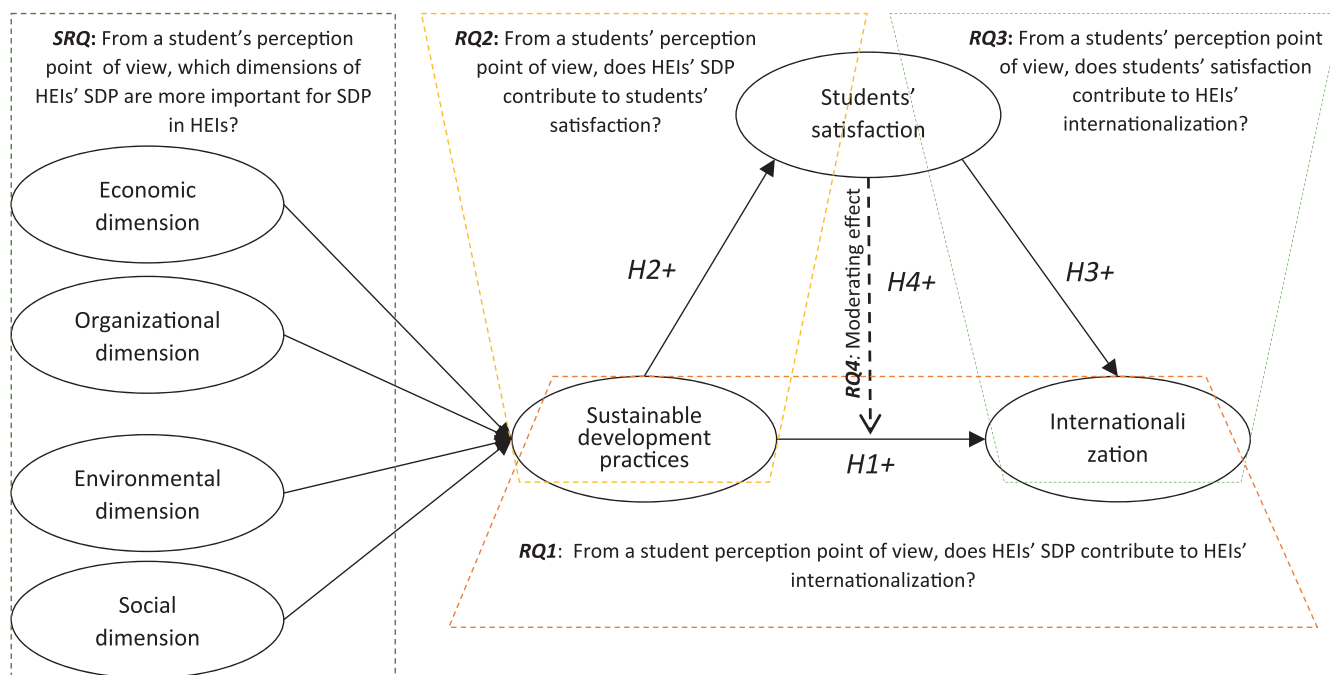 SRQ: From a student's perception
point of view, which dimensions of
HEIs' SDP are more important for SDP
in HEIs?
Economic
dimension
Organizational
dimension
Environmental
dimension
Social
dimension
RQ2: From a students' perception
point of view, does HEIs' SDP
contribute to students'
satisfaction?
Students'
satisfaction
RQ3: From a students' perception point
of view, does students' satisfaction
contribute to HEIs'
internationalization?
H2+
RQ4: Moderating effect
H4+
H3+
Sustainable
development
practices
H1+
Internationali
zation
RQ1: From a student perception point of view, does HEIs' SDP contribute to HEIs'
internationalization?